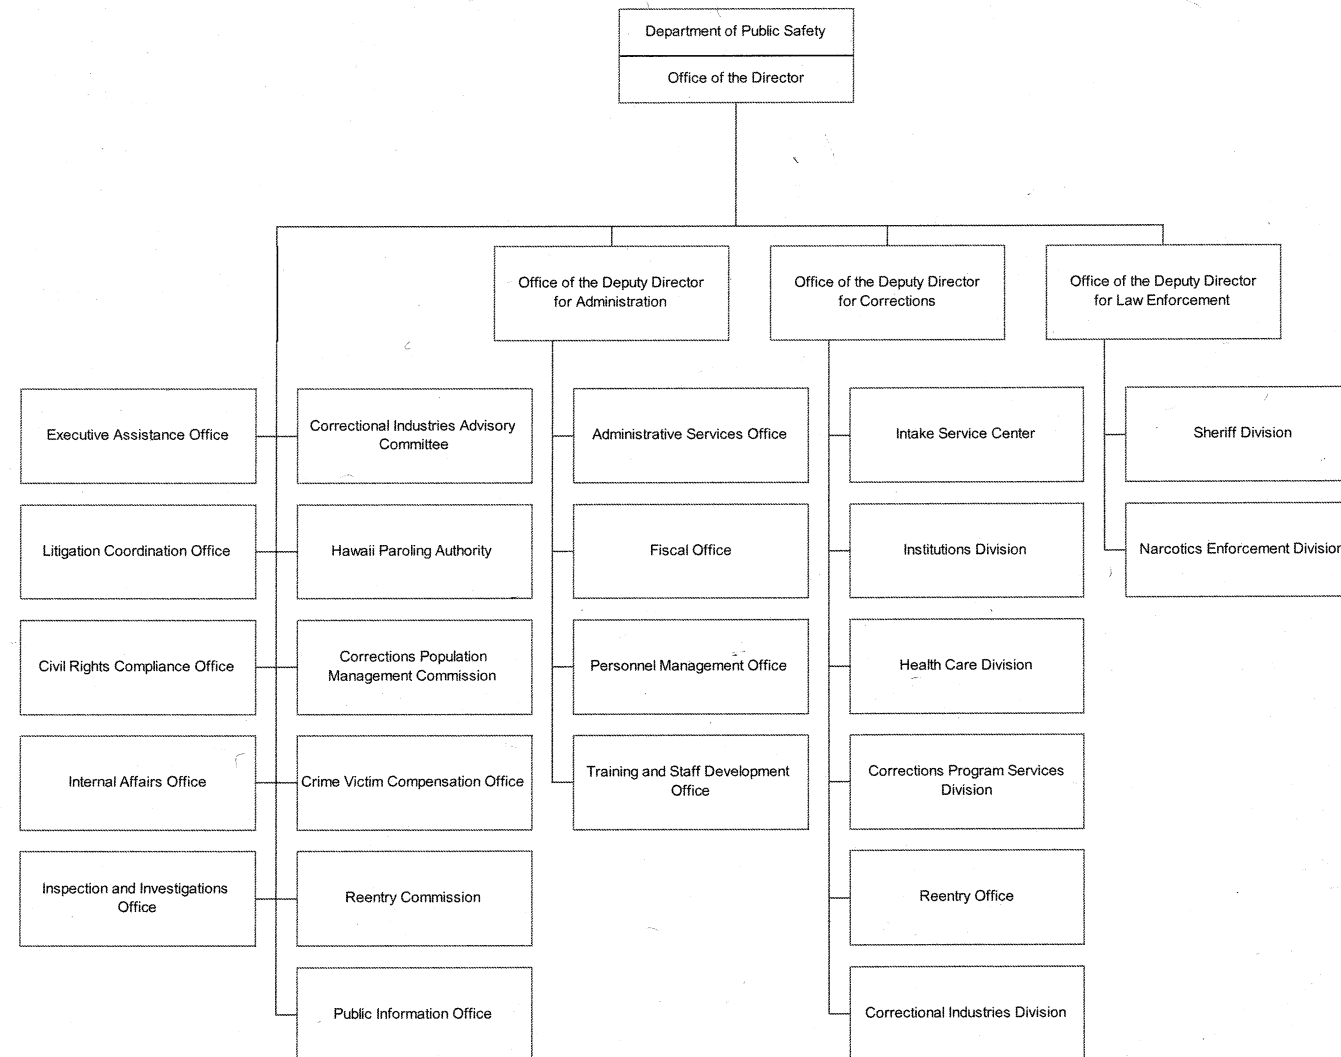 Department of Public Safety
Office of the Director
Office of the Deputy Director
for Administration
Office of the Deputy Director
for Corrections
Office of the Deputy Director
for Law Enforcement
Executive Assistance Office
Correctional Industries Advisory
Committee
Administrative Services Office
Intake Service Center
Sheriff Division
Litigation Coordination Office
Hawaii Paroling Authority
Fiscal Office
Institutions Division
Narcotics Enforcement Division
Civil Rights Compliance Office
Corrections Population
Management Commission
Personnel Management Office
Health Care Division
Internal Affairs Office
Crime Victim Compensation Office
Training and Staff Development
Office
Corrections Program Services
Division
Inspection and Investigations
Office
Reentry Commission
Reentry Office
Public Information Office
Correctional Industries Division